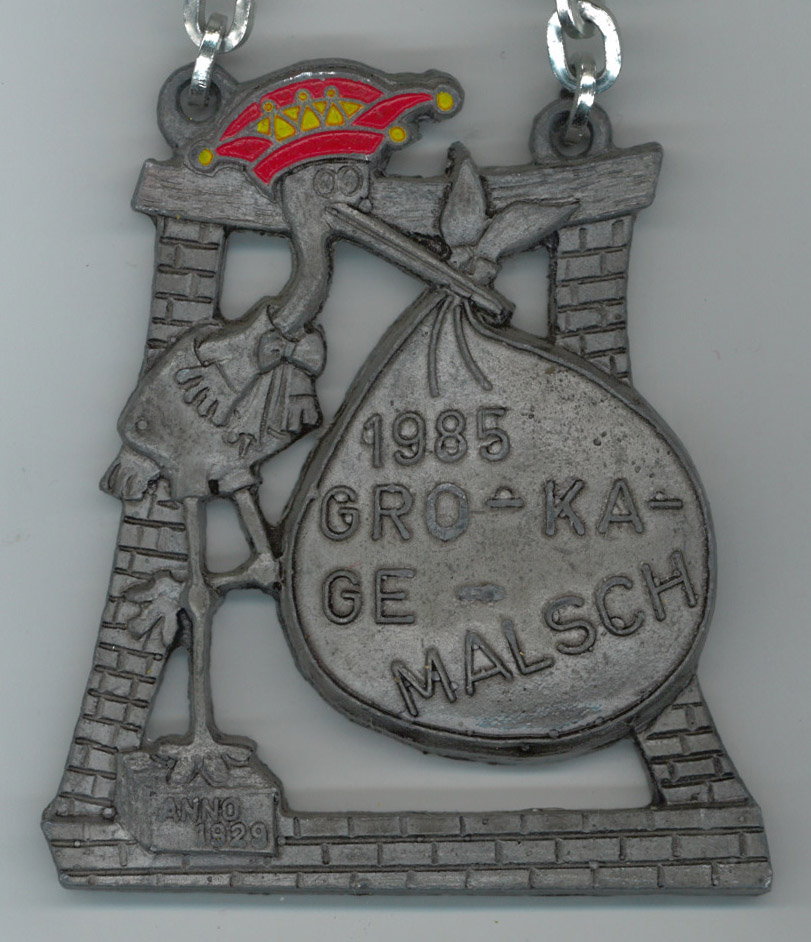 1985
GRO-KA-
GE -
MALSCH
ANNO
1929